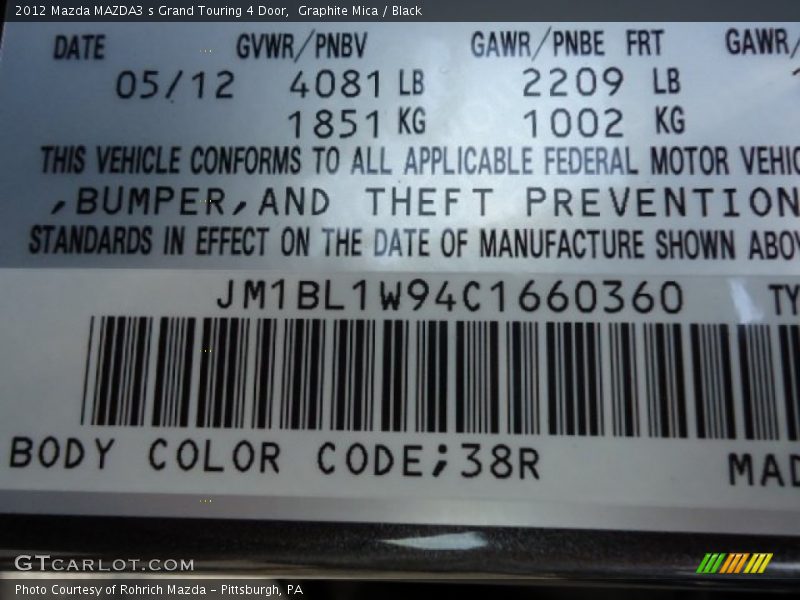 2012 Mazda MAZDA3 s Grand Touring 4 Door,  Graphite Mica / Black
DATE GVWR/PNBV GAWR/PNBE FRT GAWR/
05/12 4081 LB 2209 LB
1851 KG 1002 KG
THIS VEHICLE CONFORMS TO ALL APPLICABLE FEDERAL MOTOR VEHIC
,BUMPER,AND THEFT PREVENTION
STANDARDS IN EFFECT ON THE DATE OF MANUFACTURE SHOWN ABOV
JM1BL1W94C1660360 TY
BODY COLOR CODE;38R MAD
GTCARLOT.COM
Photo Courtesy of Rohrich Mazda - Pittsburgh, PA